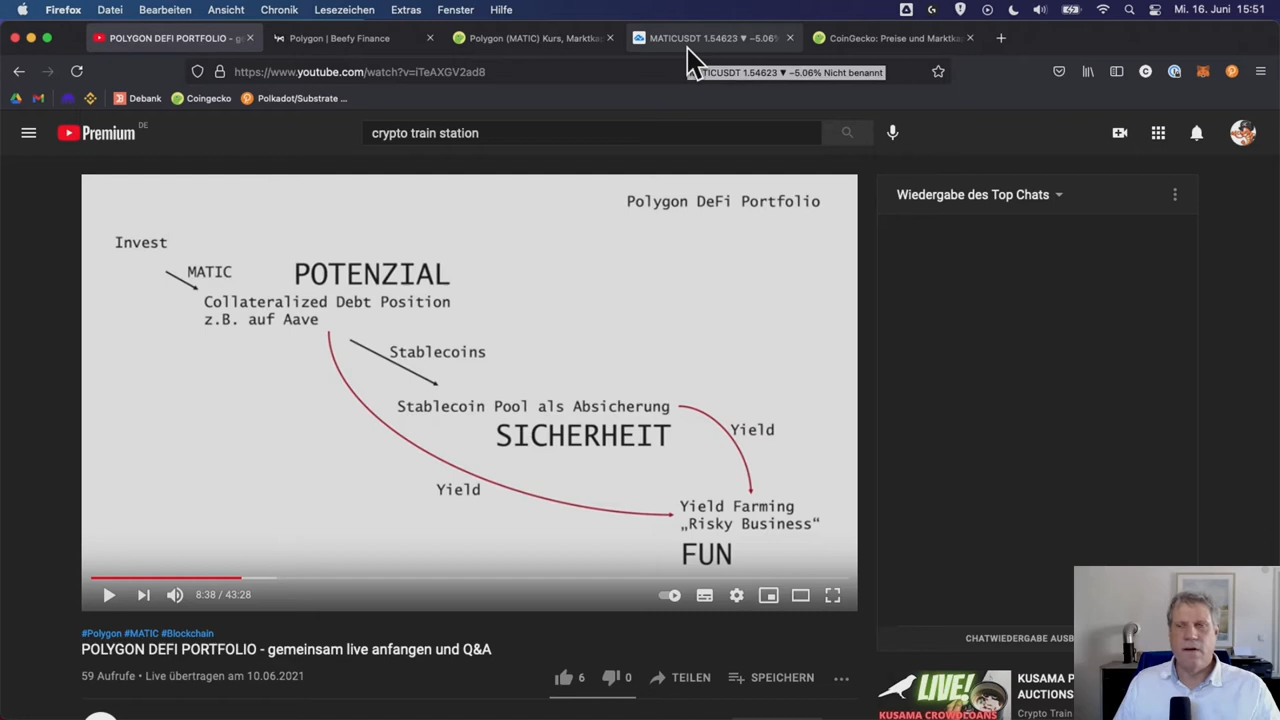 Firefox Datei Bearbeiten Ansicht Chronik Lesezeichen Extras Fenster Hilfe Mi. 16. Juni 15:51
POLYGON DEFI PORTFOLIO - g
Polygon | Beefy Finance
Polygon (MATIC) Kurs, Marktka
MATICUSDT 1.54623 ▼ −5.06%
CoinGecko: Preise und Marktka
https://www.youtube.com/watch?v=iTeAXGV2ad8
TICUSDT 1.54623 ▼ −5.06% Nicht benannt
Debank Coingecko Polkadot/Substrate ...
Premium DE
crypto train station
Wiedergabe des Top Chats
Polygon DeFi Portfolio
Invest
MATIC
POTENZIAL
Collateralized Debt Position
z.B. auf Aave
Stablecoins
Stablecoin Pool als Absicherung
SICHERHEIT
Yield
Yield
Yield Farming
„Risky Business“
FUN
8:38 / 43:28
#Polygon #MATIC #Blockchain
POLYGON DEFI PORTFOLIO - gemeinsam live anfangen und Q&A
59 Aufrufe • Live übertragen am 10.06.2021
6 0 TEILEN SPEICHERN
CHATWIEDERGABE AUSB
LIVE!
KUSAMA CROWDLOANS
KUSAMA P
AUCTIONS
Crypto Train